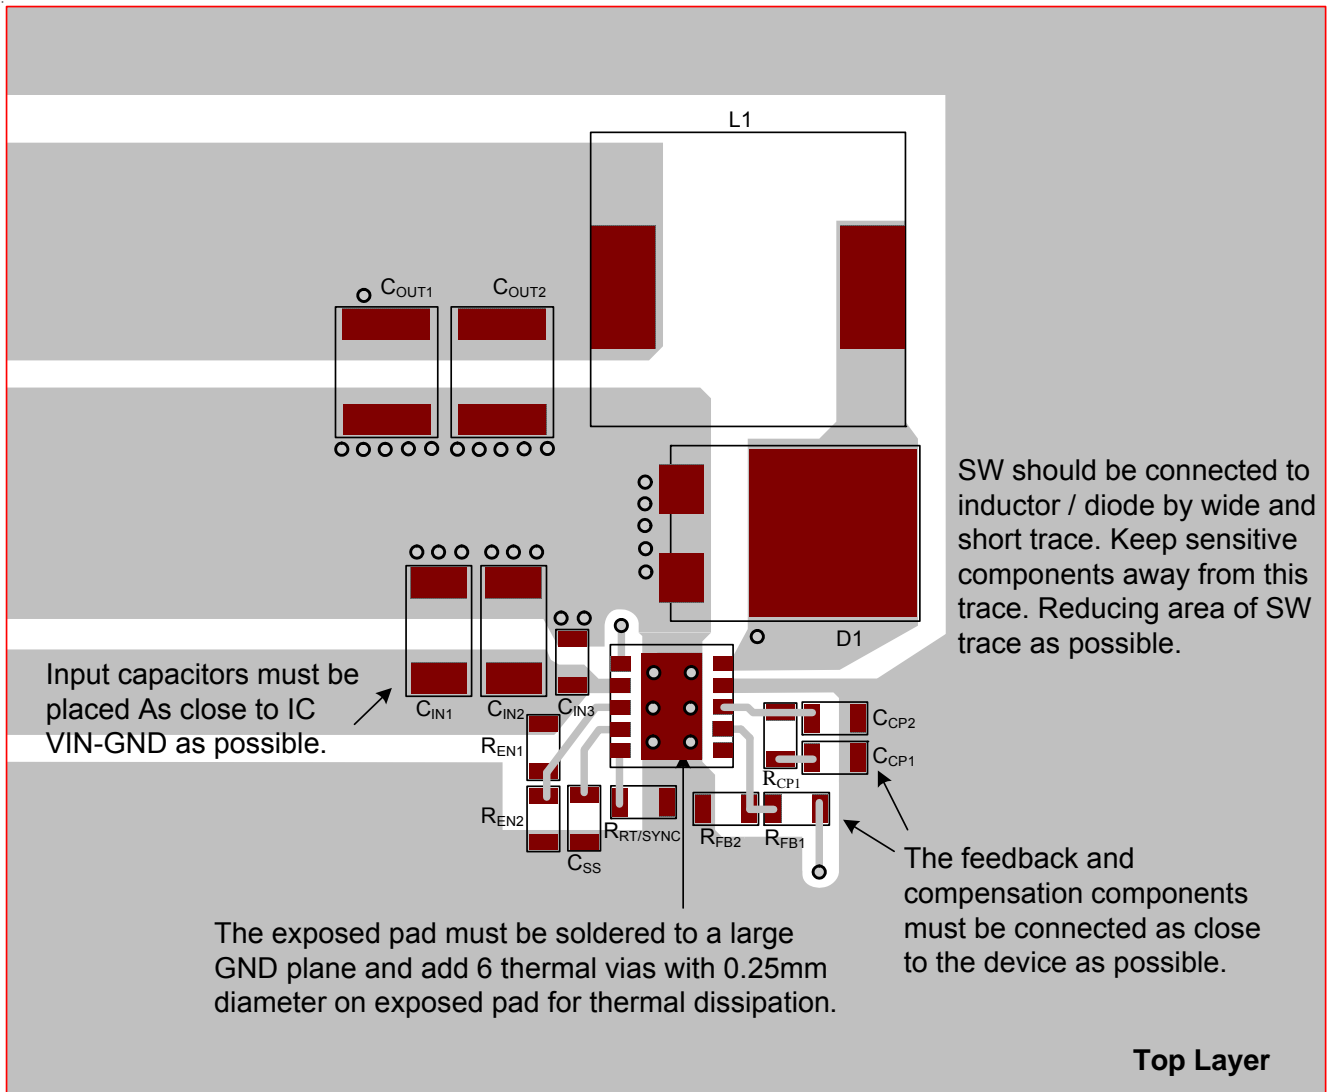 L1
COUT1
COUT2
SW should be connected to
inductor / diode by wide and
short trace. Keep sensitive
components away from this
trace. Reducing area of SW
trace as possible.
D1
Input capacitors must be
placed As close to IC
VIN-GND as possible.
CIN1
CIN2
CIN3
REN1
CCP2
CCP1
RCP1
REN2
CSS
RRT/SYNC
RFB2
RFB1
The feedback and
compensation components
must be connected as close
to the device as possible.
The exposed pad must be soldered to a large
GND plane and add 6 thermal vias with 0.25mm
diameter on exposed pad for thermal dissipation.
Top Layer